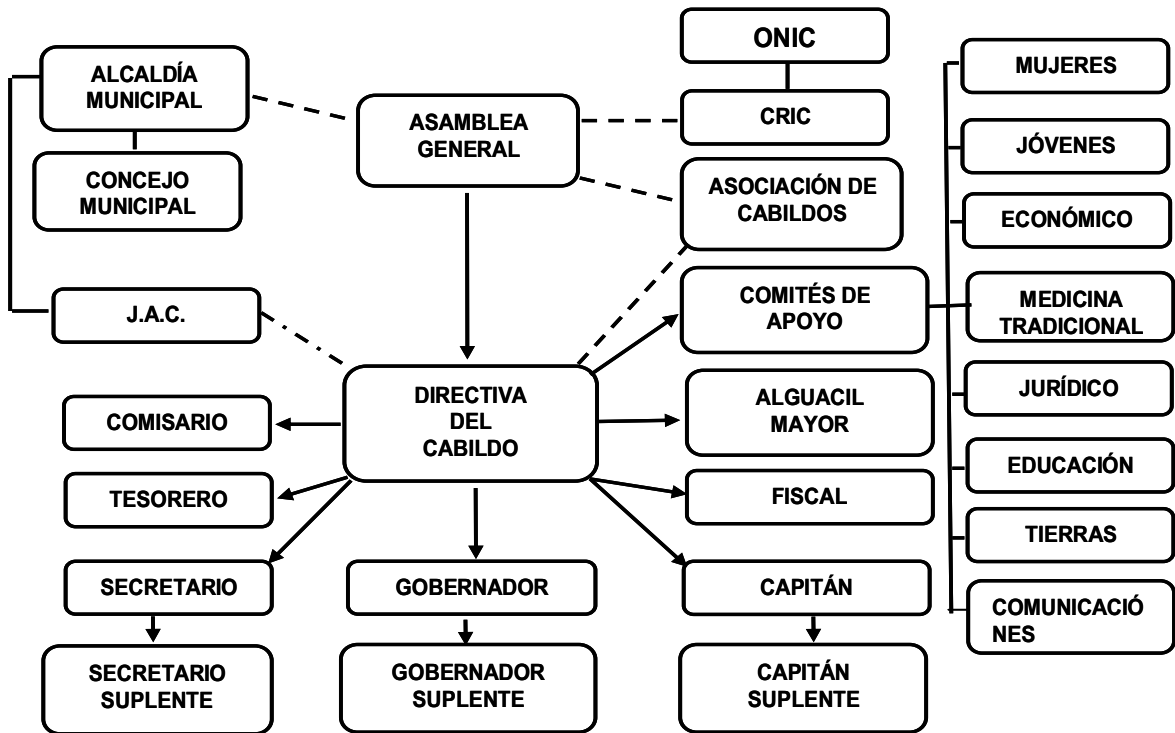 ONIC
MUJERES
ALCALDÍA
MUNICIPAL
ASAMBLEA
GENERAL
CRIC
JÓVENES
CONCEJO
MUNICIPAL
ASOCIACIÓN DE
CABILDOS
ECONÓMICO
J.A.C.
COMITÉS DE
APOYO
MEDICINA
TRADICIONAL
DIRECTIVA
DEL
CABILDO
JURÍDICO
COMISARIO
ALGUACIL
MAYOR
EDUCACIÓN
TESORERO
FISCAL
TIERRAS
SECRETARIO
GOBERNADOR
CAPITÁN
COMUNICACIÓ
NES
SECRETARIO
SUPLENTE
GOBERNADOR
SUPLENTE
CAPITÁN
SUPLENTE